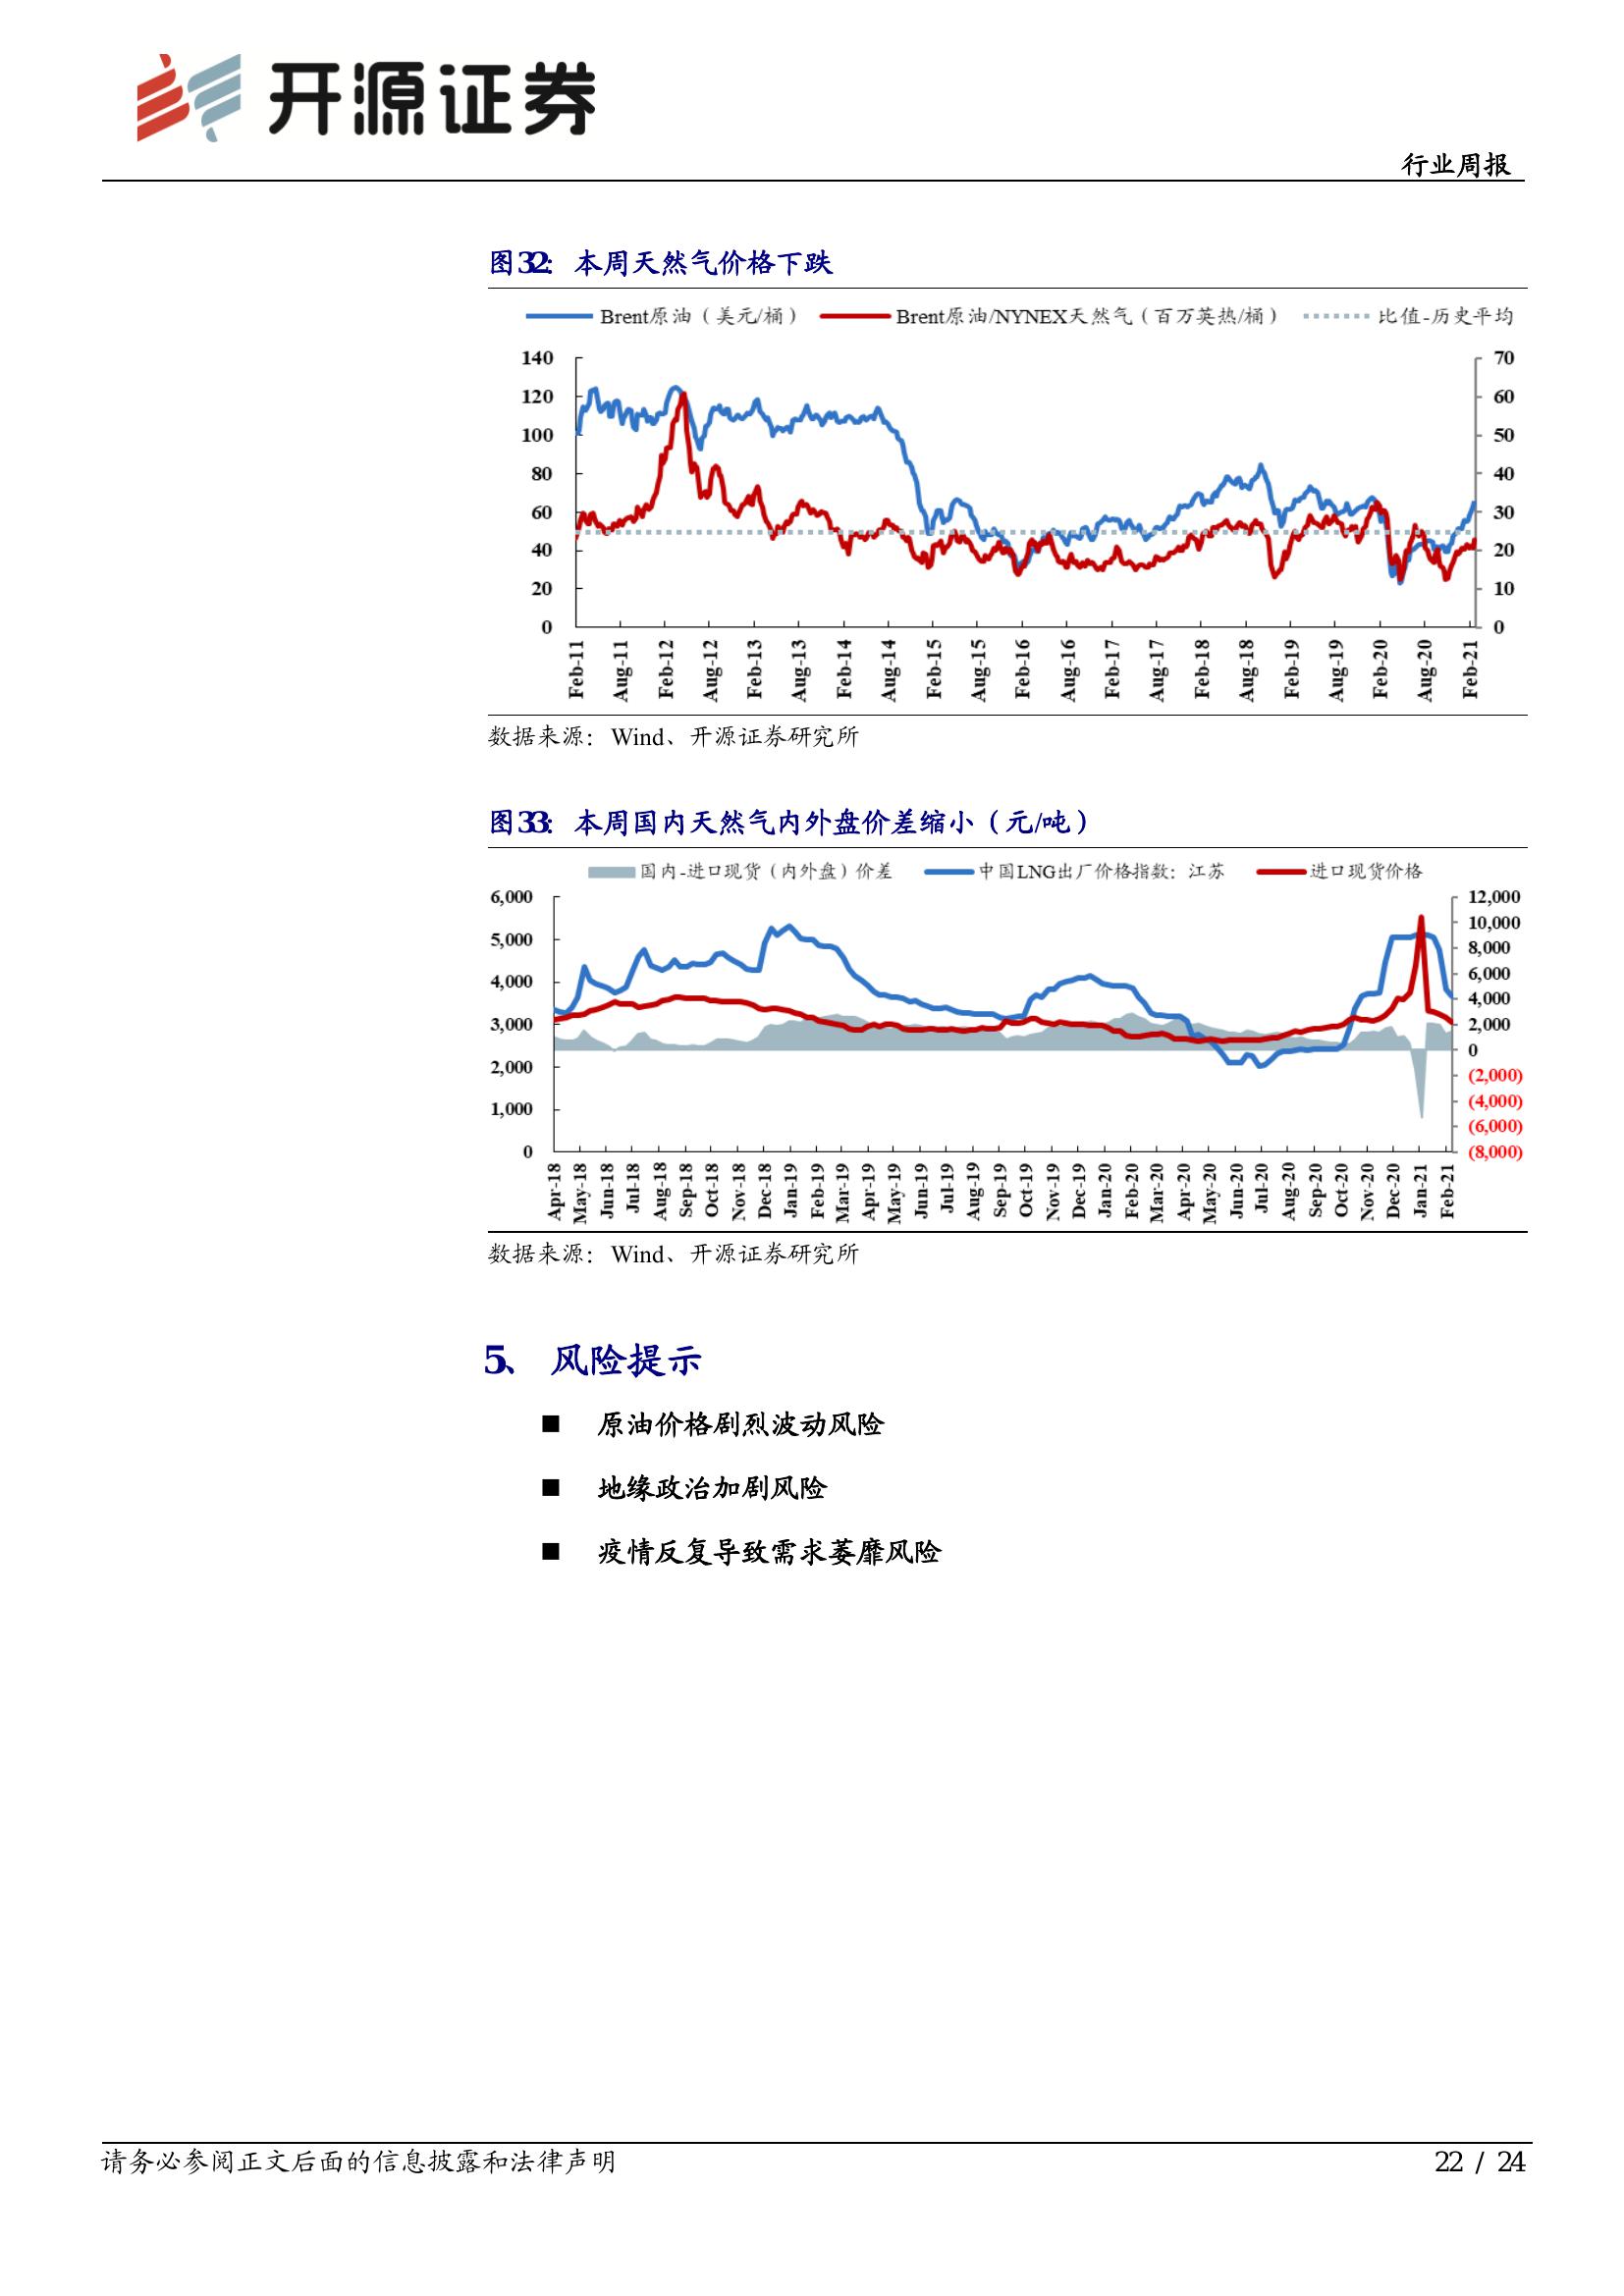 开源证券
行业周报
图32： 本周天然气价格下跌
Brent原油（美元/桶） Brent原油/NYNEX天然气（百万英热/桶） 比值-历史平均
140 70
120 60
100 50
80 40
60 30
40 20
20 10
0 0
Feb-11 Aug-11 Feb-12 Aug-12 Feb-13 Aug-13 Feb-14 Aug-14 Feb-15 Aug-15 Feb-16 Aug-16 Feb-17 Aug-17 Feb-18 Aug-18 Feb-19 Aug-19 Feb-20 Aug-20 Feb-21
数据来源：Wind、开源证券研究所
图33： 本周国内天然气内外盘价差缩小（元/吨）
国内-进口现货（内外盘）价差 中国LNG出厂价格指数：江苏 进口现货价格
6,000 12,000
10,000
5,000 8,000
4,000 6,000
4,000
3,000 2,000
0
2,000 (2,000)
1,000 (4,000)
(6,000)
0 (8,000)
Apr-18 May-18 Jun-18 Jul-18 Aug-18 Sep-18 Oct-18 Nov-18 Dec-18 Jan-19 Feb-19 Mar-19 Apr-19 May-19 Jun-19 Jul-19 Aug-19 Sep-19 Oct-19 Nov-19 Dec-19 Jan-20 Feb-20 Mar-20 Apr-20 May-20 Jun-20 Jul-20 Aug-20 Sep-20 Oct-20 Nov-20 Dec-20 Jan-21 Feb-21
数据来源：Wind、开源证券研究所
5、 风险提示
■ 原油价格剧烈波动风险
■ 地缘政治加剧风险
■ 疫情反复导致需求萎靡风险
请务必参阅正文后面的信息披露和法律声明 22 / 24